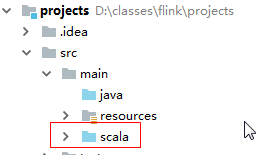 projects D:\classes\flink\projects
.idea
src
main
java
resources
scala